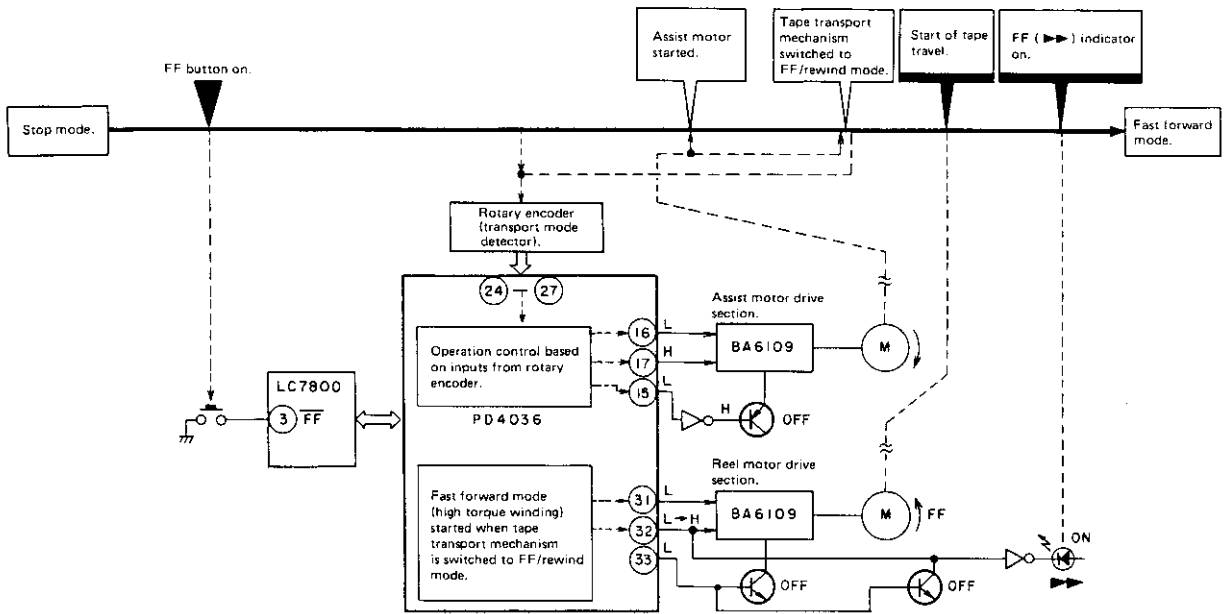 FF button on.
Stop mode.
Assist motor
started.
Tape transport
mechanism
switched to
FF/rewind mode.
Start of tape
travel.
FF ( ▶▶ ) indicator
on.
Fast forward
mode.
Rotary encoder
(transport mode
detector).
24 – 27
Operation control based
on inputs from rotary
encoder.
PD4036
16 L
17 H
15 L
Assist motor drive
section.
BA6109
M
H
OFF
LC7800
3 FF
Fast forward mode
(high torque winding)
started when tape
transport mechanism
is switched to FF/rewind
mode.
31 L
32 L → H
33 L
Reel motor drive
section.
BA6109
M
FF
OFF
OFF
ON
▶▶